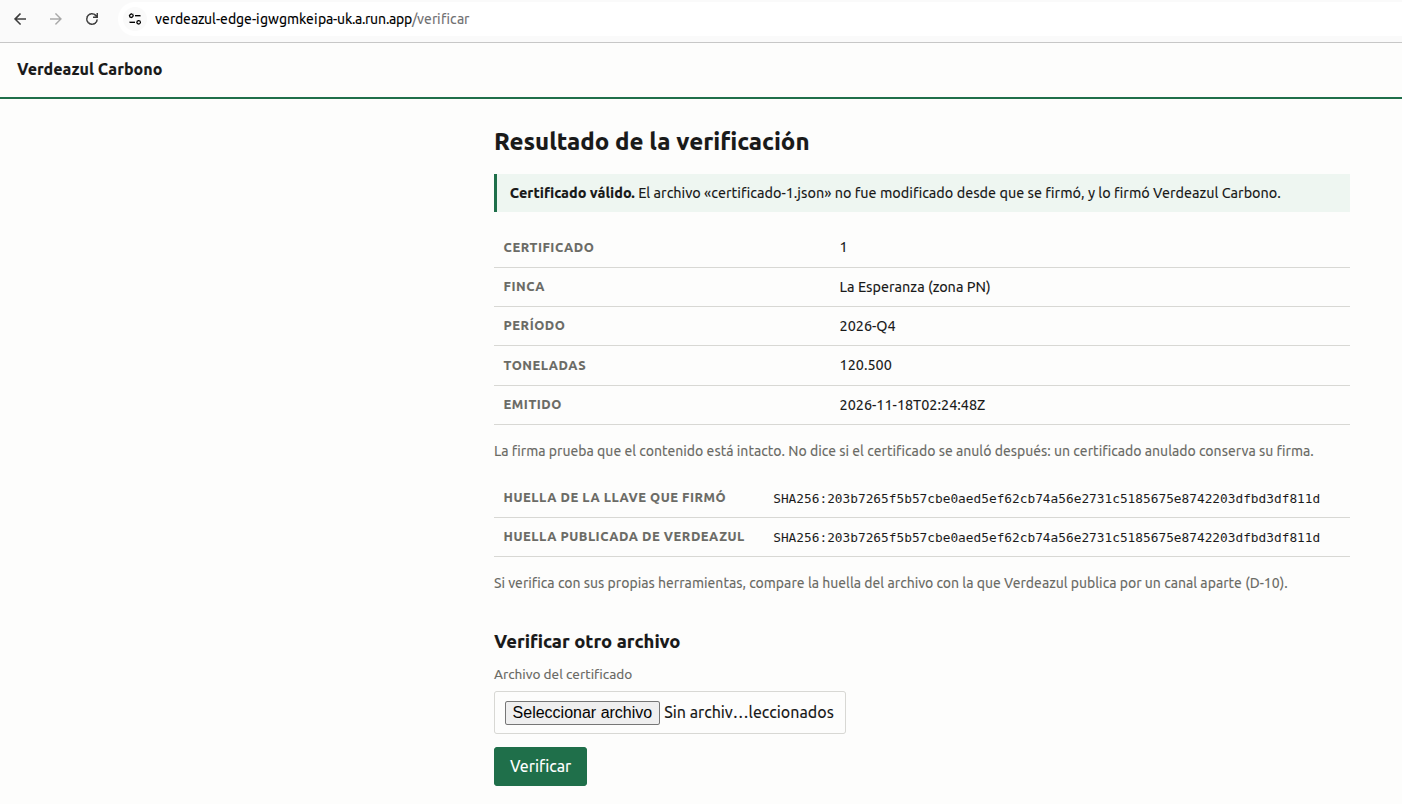 verdeazul-edge-igwgmkeipa-uk.a.run.app/verificar
Verdeazul Carbono
Resultado de la verificación
Certificado válido. El archivo «certificado-1.json» no fue modificado desde que se firmó, y lo firmó Verdeazul Carbono.
CERTIFICADO 1
FINCA La Esperanza (zona PN)
PERÍODO 2026-Q4
TONELADAS 120.500
EMITIDO 2026-11-18T02:24:48Z
La firma prueba que el contenido está intacto. No dice si el certificado se anuló después: un certificado anulado conserva su firma.
HUELLA DE LA LLAVE QUE FIRMÓ SHA256:203b7265f5b57cbe0aed5ef62cb74a56e2731c5185675e8742203dfbd3df811d
HUELLA PUBLICADA DE VERDEAZUL SHA256:203b7265f5b57cbe0aed5ef62cb74a56e2731c5185675e8742203dfbd3df811d
Si verifica con sus propias herramientas, compare la huella del archivo con la que Verdeazul publica por un canal aparte (D-10).
Verificar otro archivo
Archivo del certificado
Seleccionar archivo Sin archiv…leccionados
Verificar